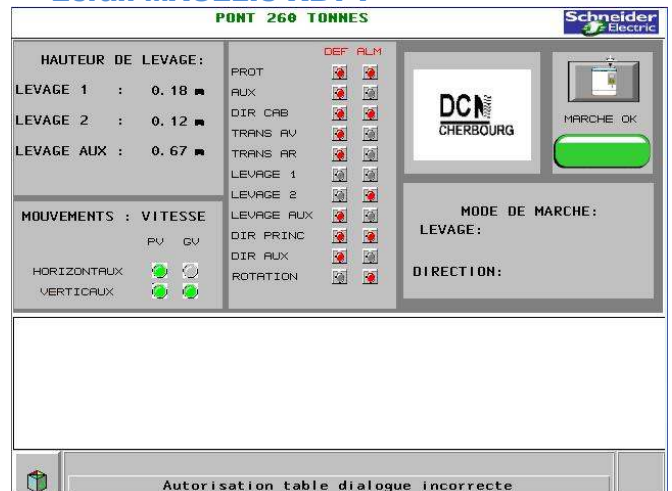 PONT 260 TONNES
Schneider
Electric
HAUTEUR DE LEVAGE:
LEVAGE 1 : 0.18 m
LEVAGE 2 : 0.12 m
LEVAGE AUX : 0.67 m
MOUVEMENTS : VITESSE
PV GV
HORIZONTAUX
VERTICAUX
DEF ALM
PROT
AUX
DIR CAB
TRANS AV
TRANS AR
LEVAGE 1
LEVAGE 2
LEVAGE AUX
DIR PRINC
DIR AUX
ROTATION
DCN
CHERBOURG
MARCHE OK
MODE DE MARCHE:
LEVAGE:
DIRECTION:
Autorisation table dialogue incorrecte